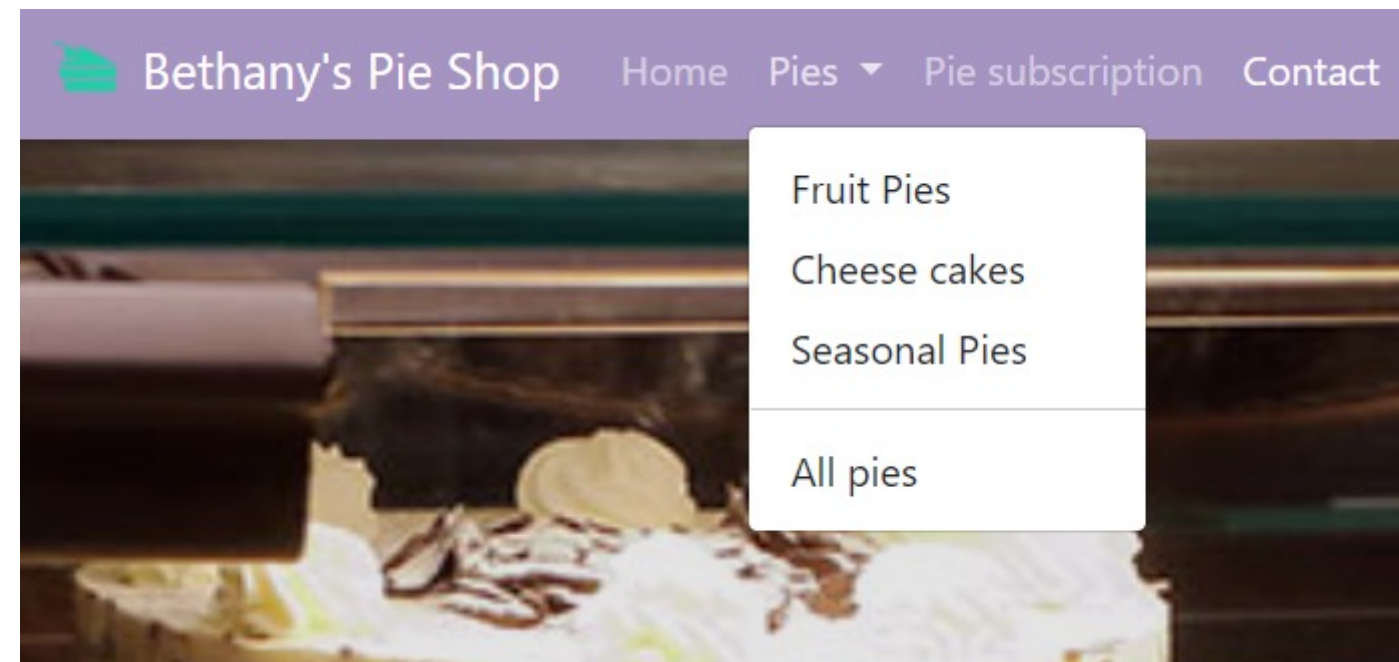 Bethany's Pie Shop Home Pies Pie subscription Contact
Fruit Pies
Cheese cakes
Seasonal Pies
All pies